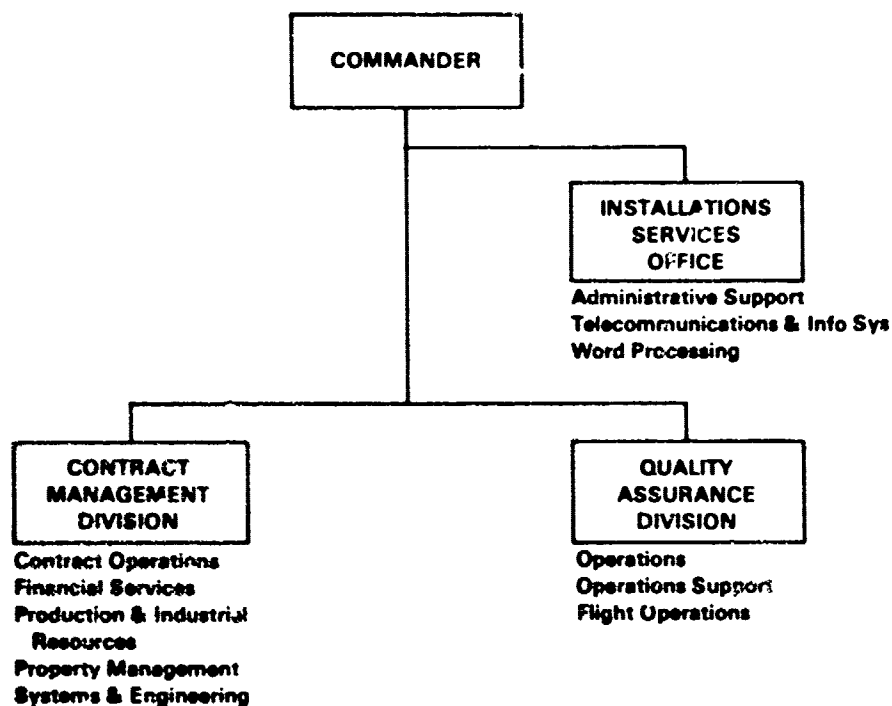 COMMANDER
INSTALLATIONS
SERVICES
OFFICE
Administrative Support
Telecommunications & Info Sys
Word Processing
CONTRACT
MANAGEMENT
DIVISION
Contract Operations
Financial Services
Production & Industrial
Resources
Property Management
Systems & Engineering
QUALITY
ASSURANCE
DIVISION
Operations
Operations Support
Flight Operations